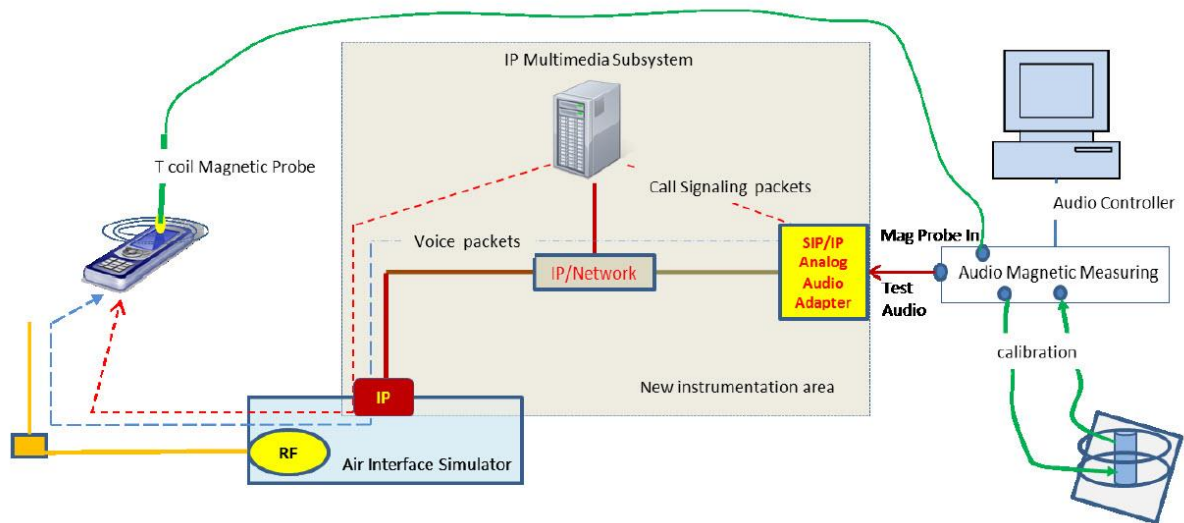 IP Multimedia Subsystem
T coil Magnetic Probe
Call Signaling packets
Audio Controller
Voice packets
SIP/IP
Analog
Audio
Adapter
Mag Probe In
IP/Network
Audio Magnetic Measuring
Test
Audio
calibration
New instrumentation area
IP
RF
Air Interface Simulator